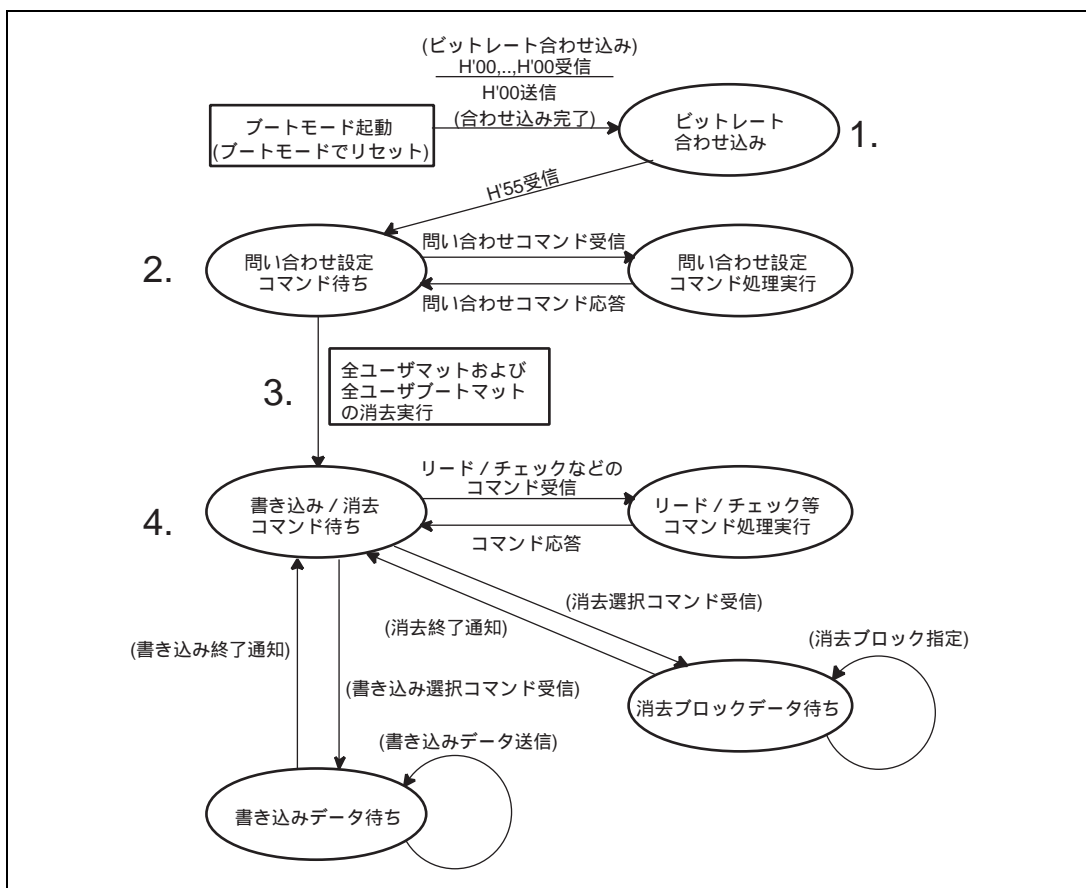 (ビットレート合わせ込み)
H'00,..,H'00受信
H'00送信
(合わせ込み完了)
ブートモード起動
(ブートモードでリセット)
ビットレート
合わせ込み
1.
H'55受信
2.
問い合わせ設定
コマンド待ち
問い合わせコマンド受信
問い合わせコマンド応答
問い合わせ設定
コマンド処理実行
3.
全ユーザマットおよび
全ユーザブートマット
の消去実行
4.
書き込み / 消去
コマンド待ち
リード / チェックなどの
コマンド受信
コマンド応答
リード / チェック等
コマンド処理実行
(消去選択コマンド受信)
(消去終了通知)
(書き込み終了通知)
(書き込み選択コマンド受信)
(消去ブロック指定)
消去ブロックデータ待ち
(書き込みデータ送信)
書き込みデータ待ち